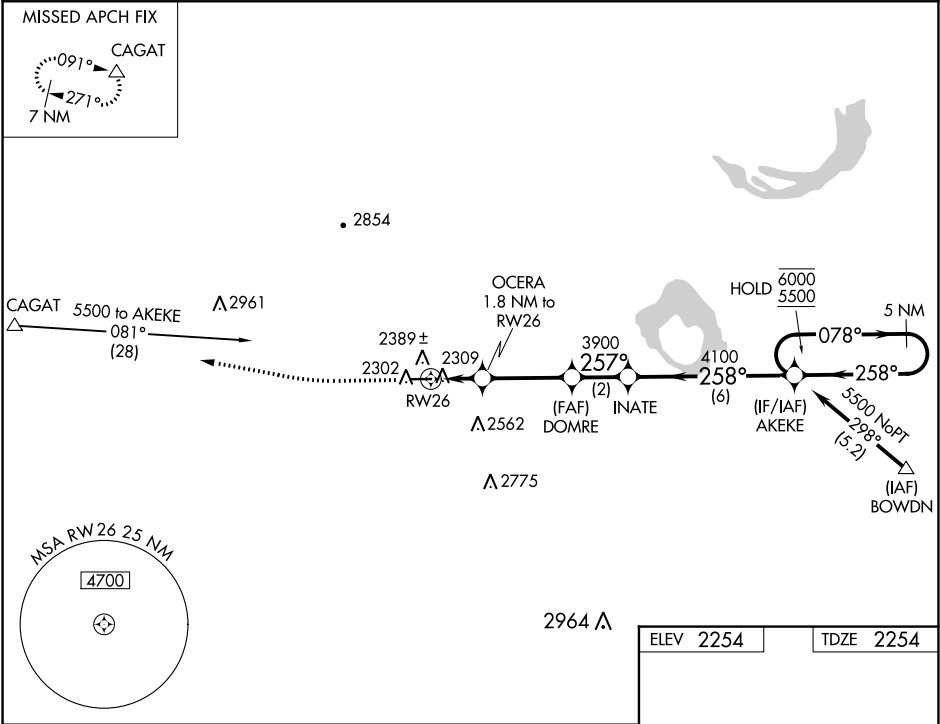 MISSED APCH FIX
CAGAT
091°
271°
7 NM
2854
CAGAT
5500 to AKEKE
081°
(28)
2961
2389 ±
2302
2309
RW26
OCERA
1.8 NM to
RW26
2562
2775
3900
257°
(2)
(FAF)
DOMRE
INATE
4100
258°
(6)
HOLD
6000
5500
5 NM
078°
258°
(IF/IAF)
AKEKE
5500 NoPT
298°
(5.2)
(IAF)
BOWDN
MSA RW26 25 NM
4700
2964
ELEV 2254
TDZE 2254